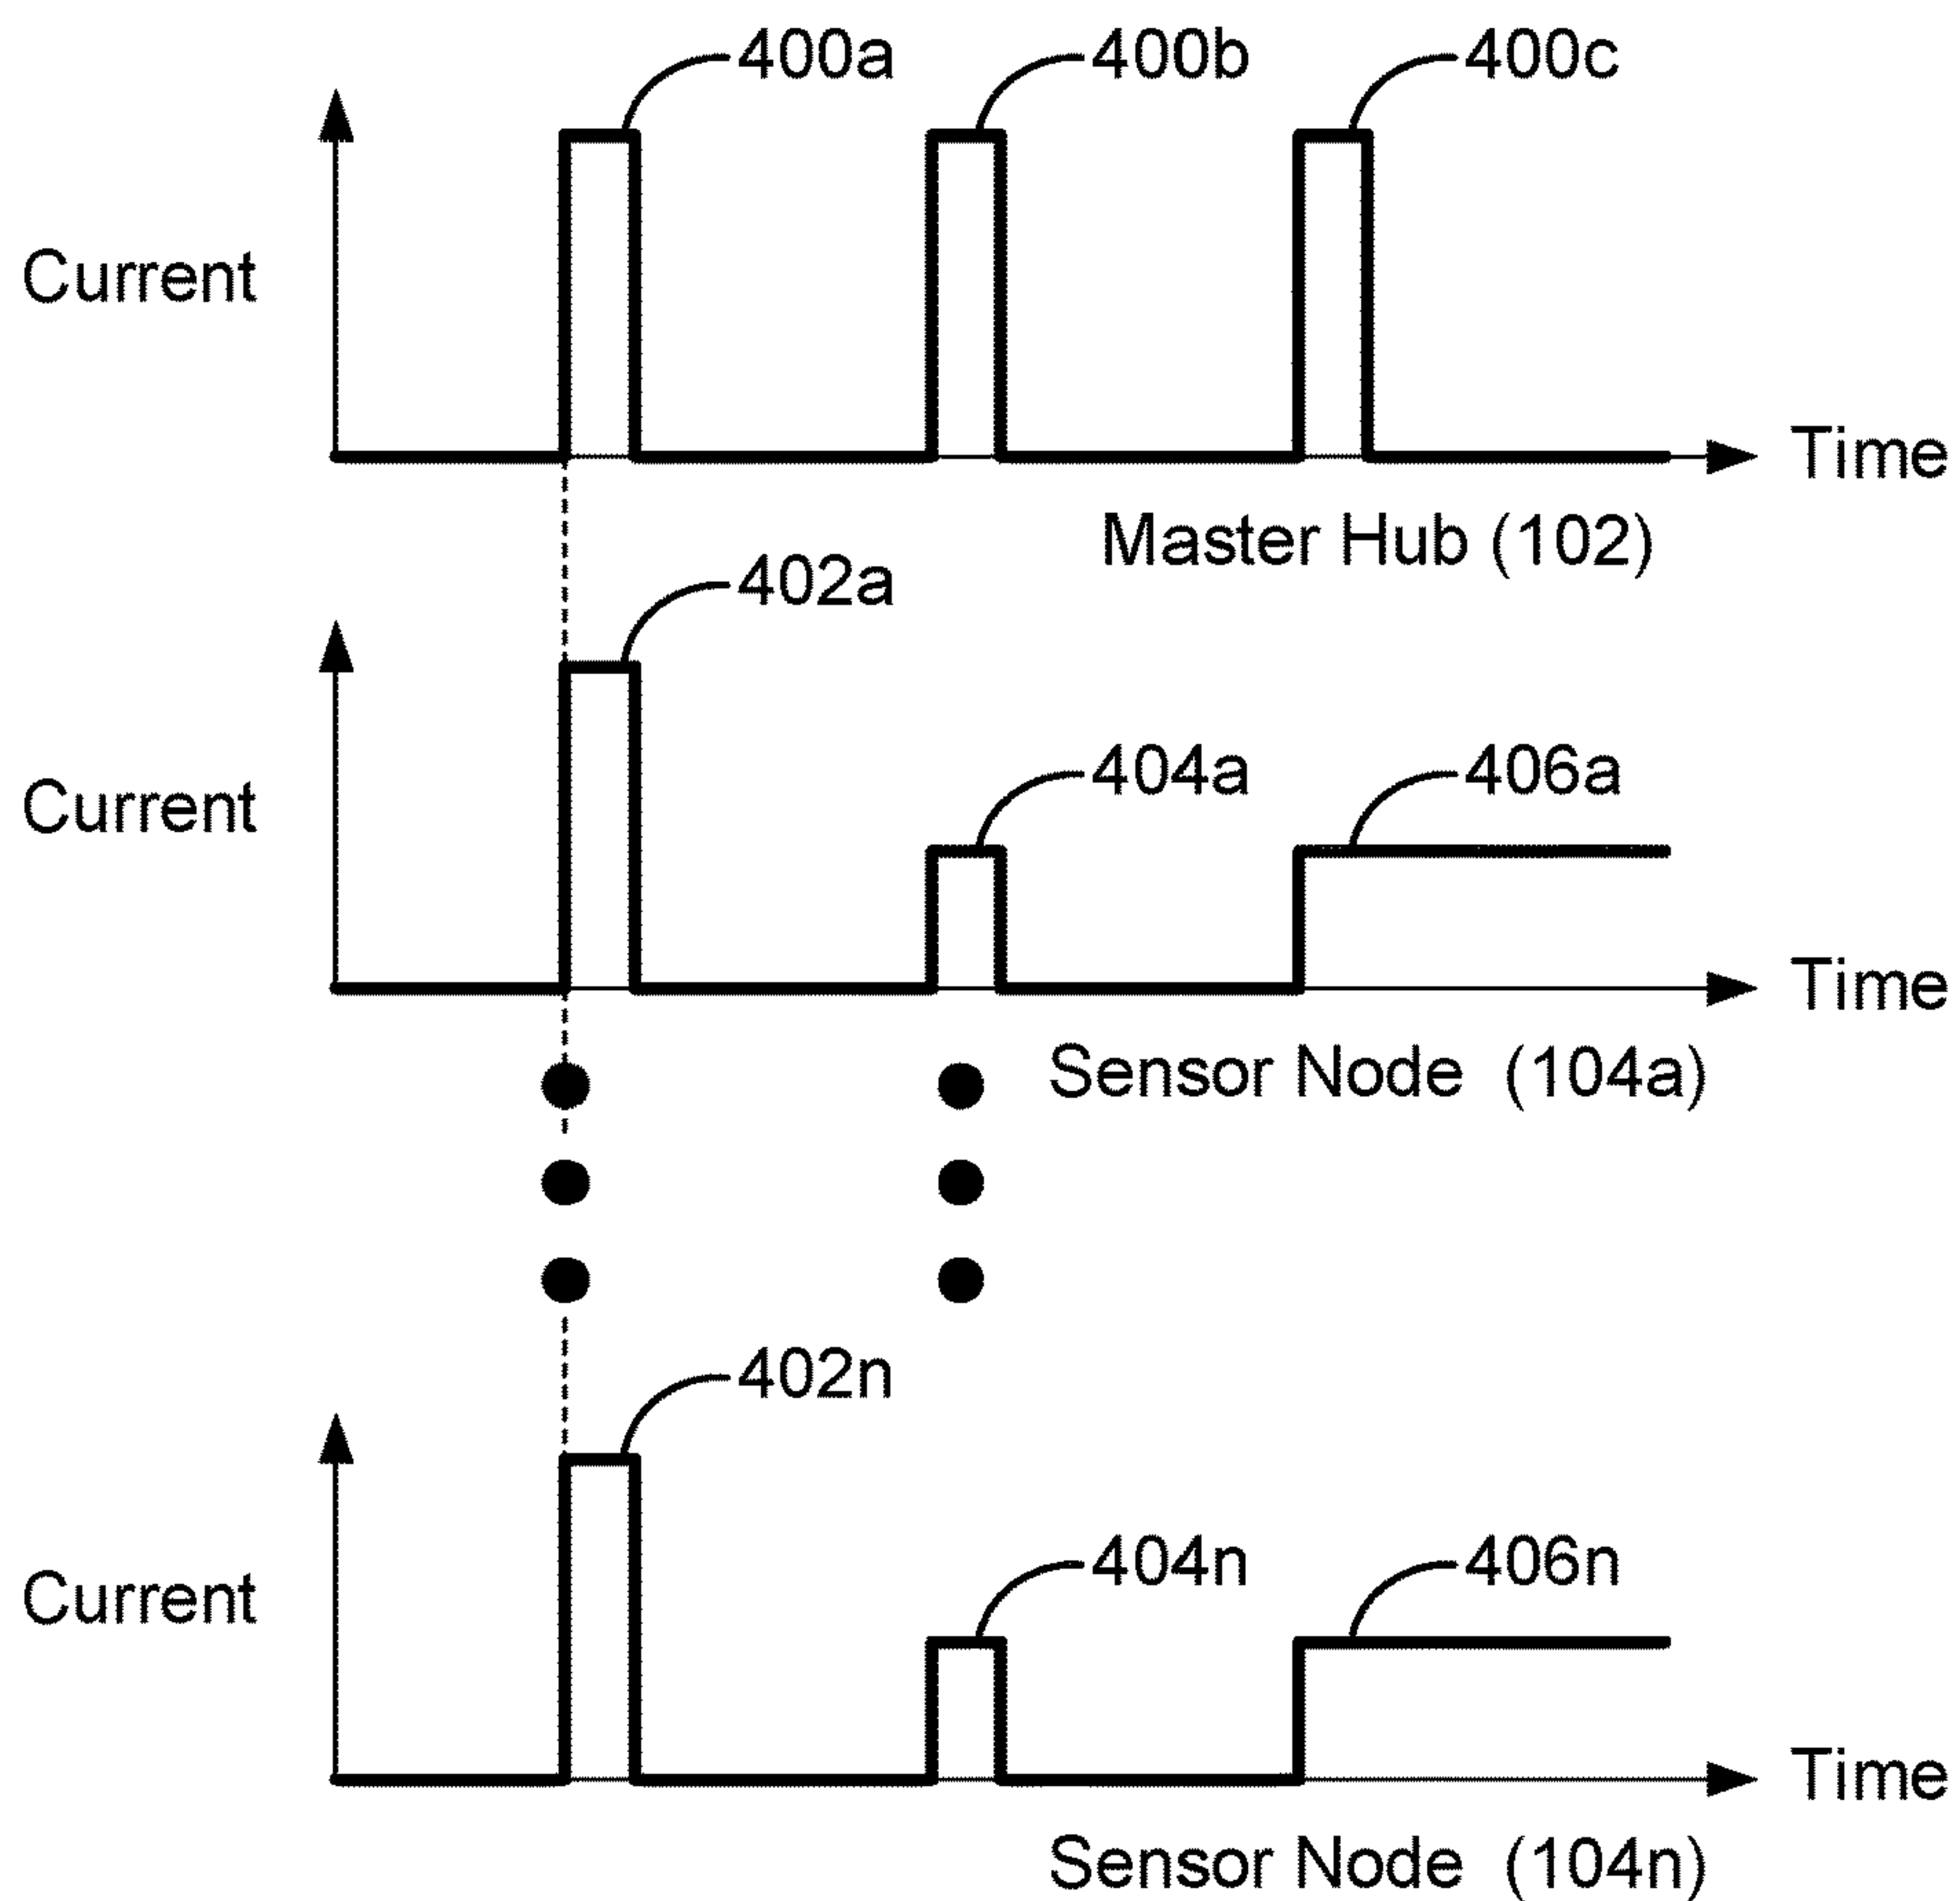 400a 400b 400c
Current
Time
Master Hub (102)
402a
404a 406a
Current
Time
Sensor Node (104a)
402n
404n 406n
Current
Time
Sensor Node (104n)